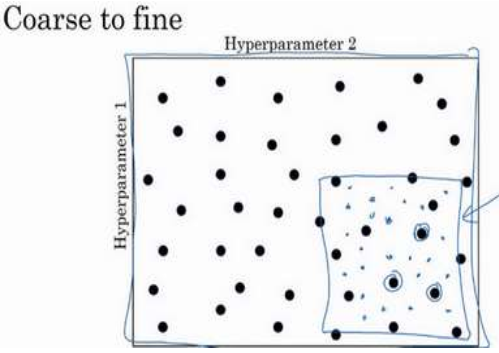 Coarse to fine
Hyperparameter 2
Hyperparameter 1